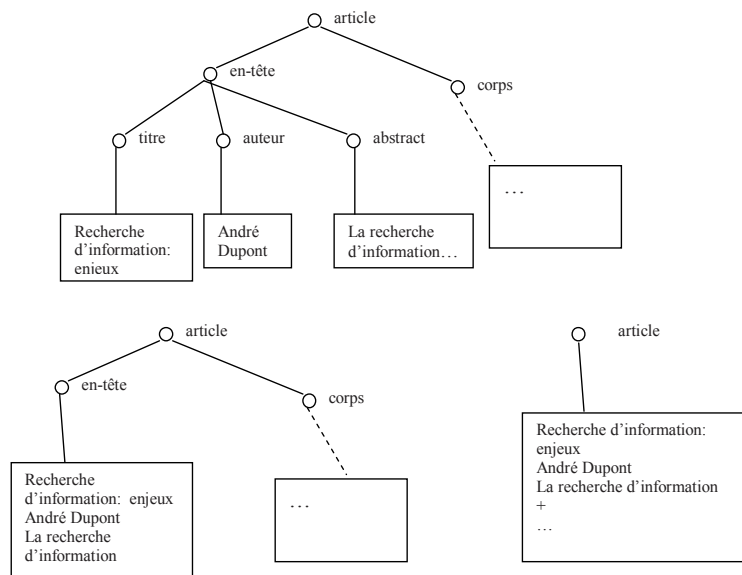 article
en-tête
corps
titre
auteur
abstract
…
Recherche
d’information:
enieux
André
Dupont
La recherche
d’information…
article
en-tête
corps
Recherche
d’information: enjeux
André Dupont
La recherche
d’information
…
article
Recherche d’information:
enjeux
André Dupont
La recherche d’information
+
…